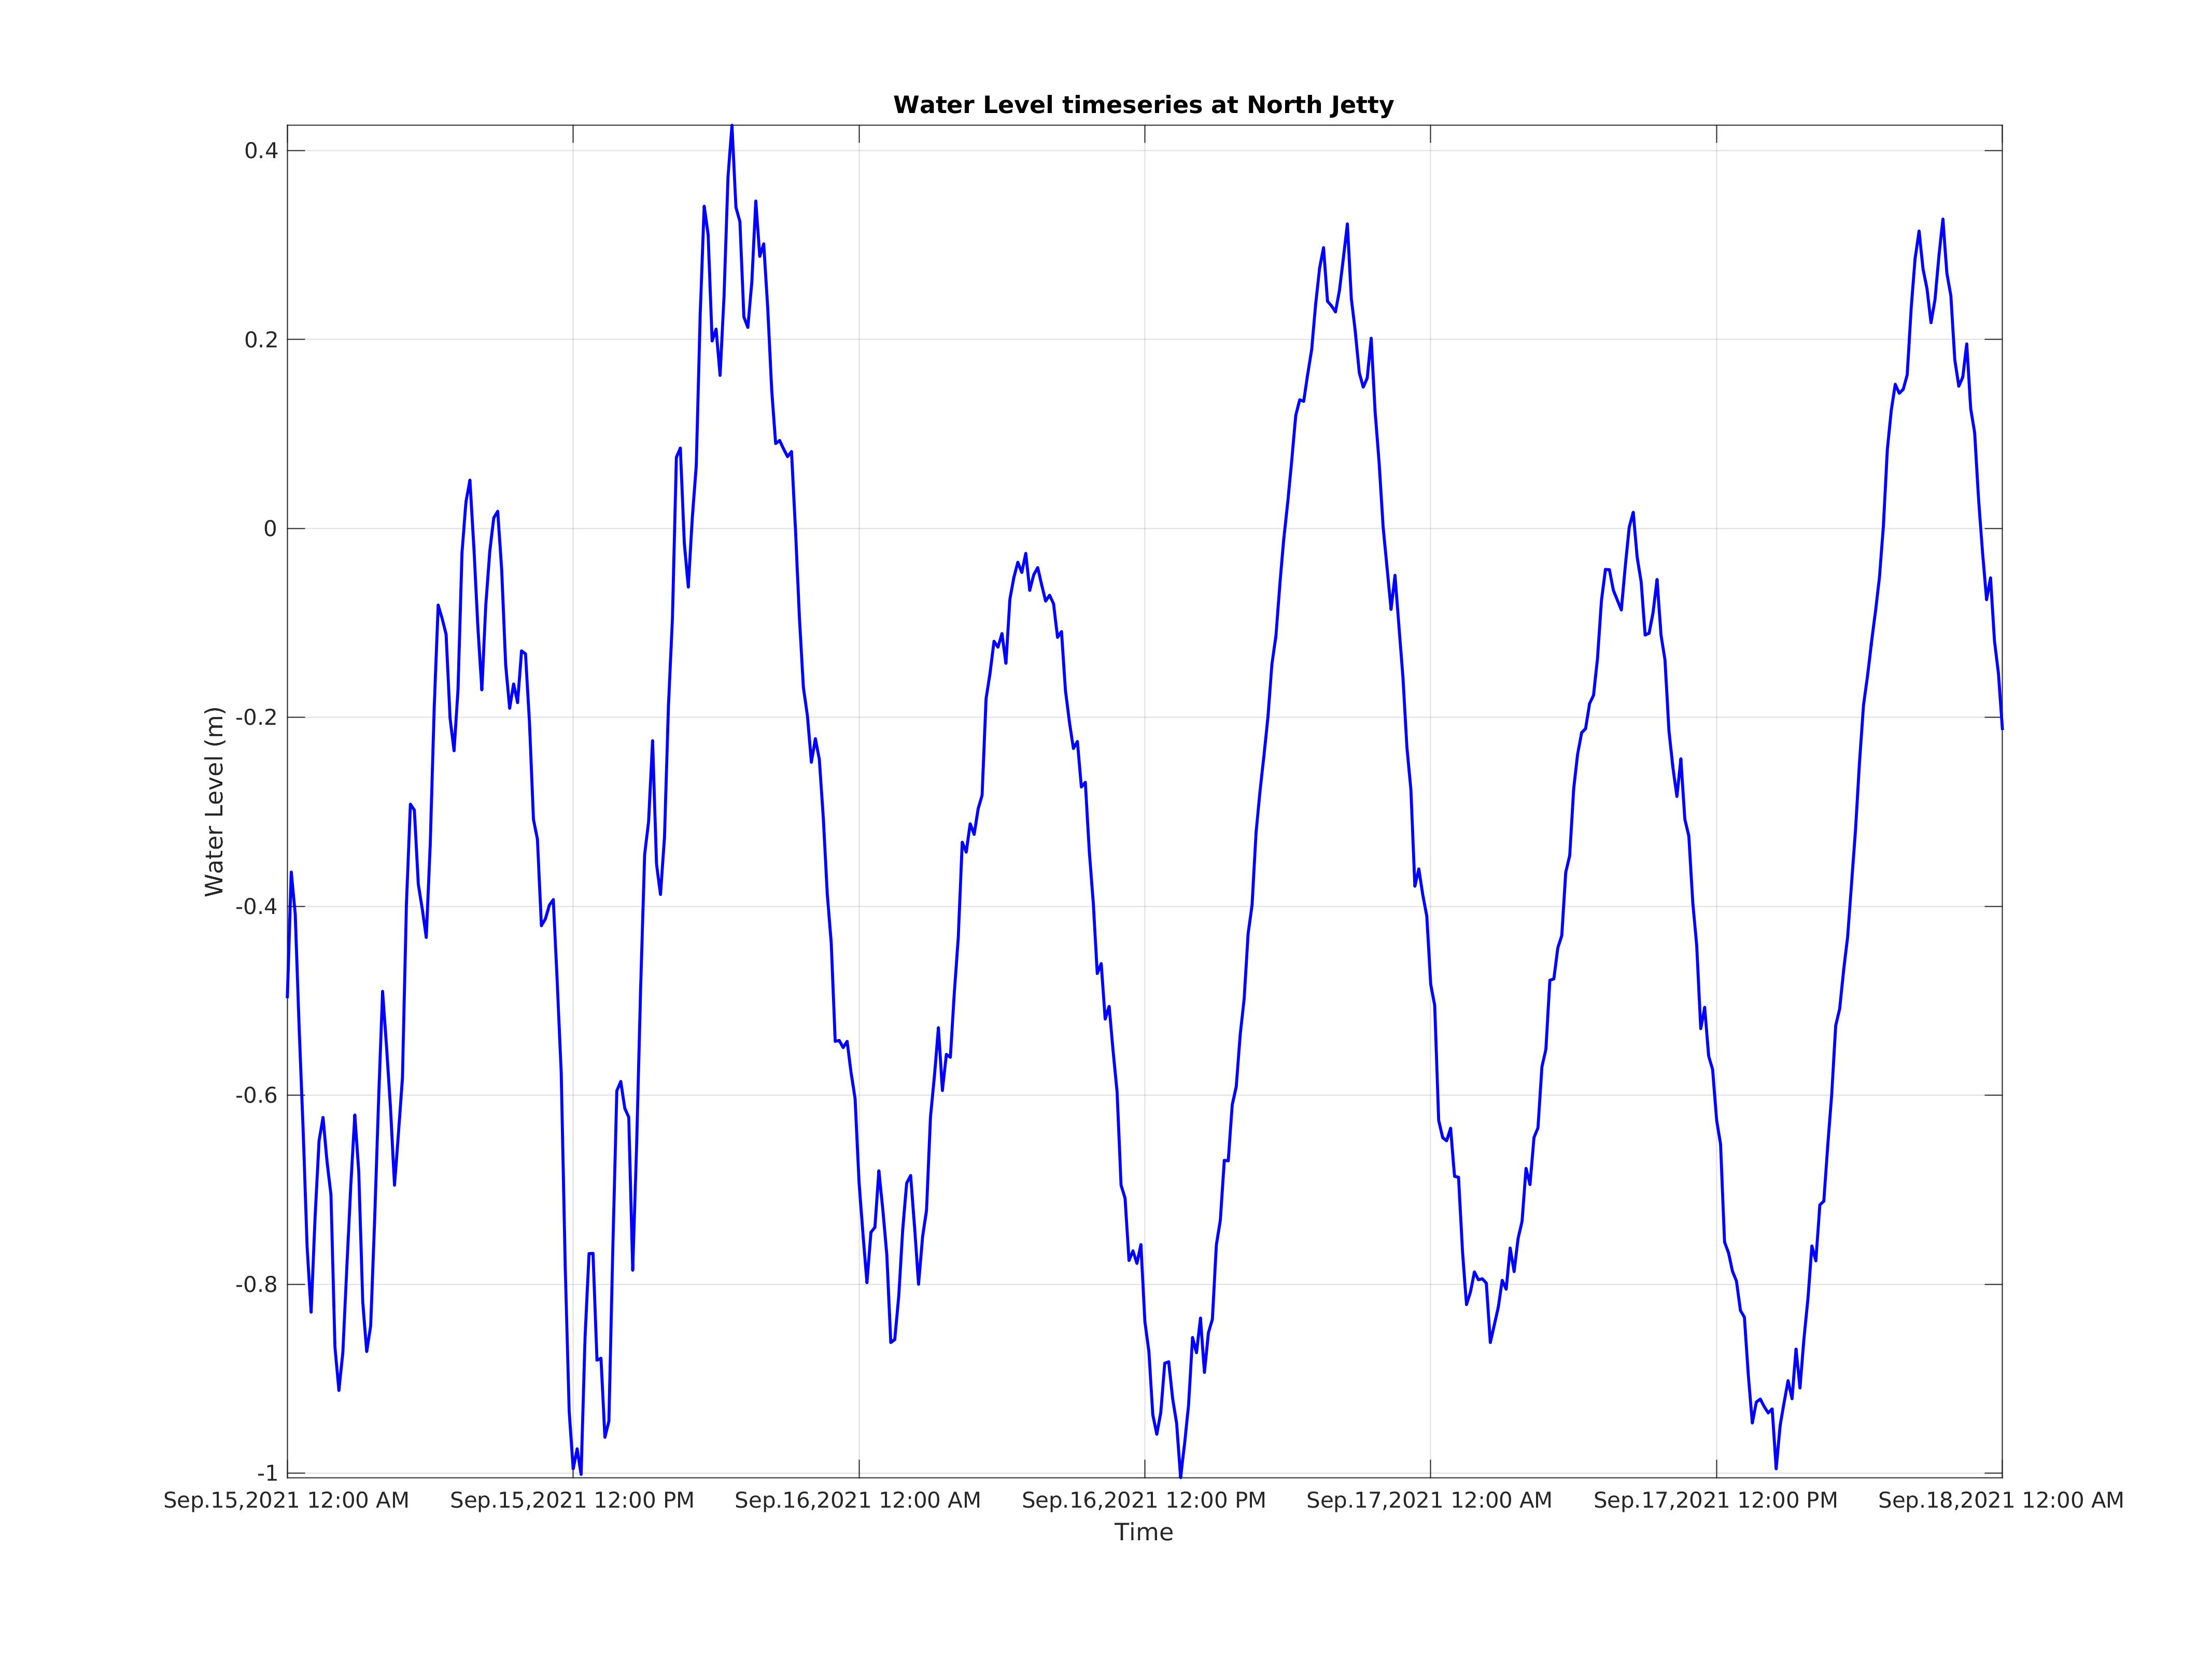 Water Level timeseries at North Jetty
0.4
0.2
0
-0.2
-0.4
-0.6
-0.8
-1
Water Level (m)
Sep.15,2021 12:00 AM Sep.15,2021 12:00 PM Sep.16,2021 12:00 AM Sep.16,2021 12:00 PM Sep.17,2021 12:00 AM Sep.17,2021 12:00 PM Sep.18,2021 12:00 AM
Time